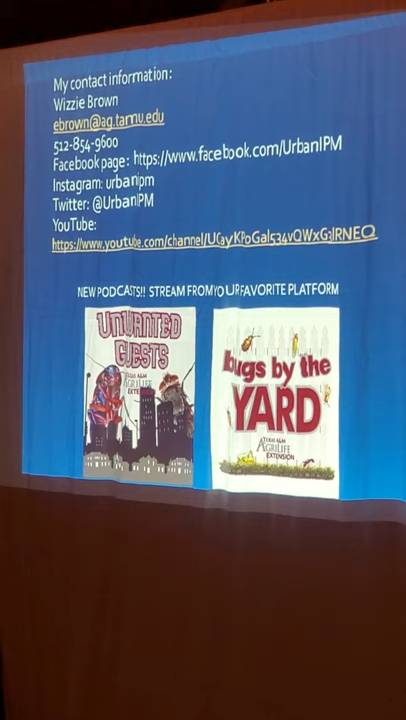 My contact information:
Wizzie Brown
ebrown@ag.tamu.edu
512-854-9600
Facebook page: https://www.facebook.com/UrbanIPM
Instagram: urbanipm
Twitter: @UrbanIPM
YouTube:
NEW PODCASTS!! STREAM FROM YOUR FAVORITE PLATFORM
UNWANTED
GUESTS
TEXAS A&M
AGRILIFE
EXTENSION
bugs by the
YARD
TEXAS A&M
AGRILIFE
EXTENSION